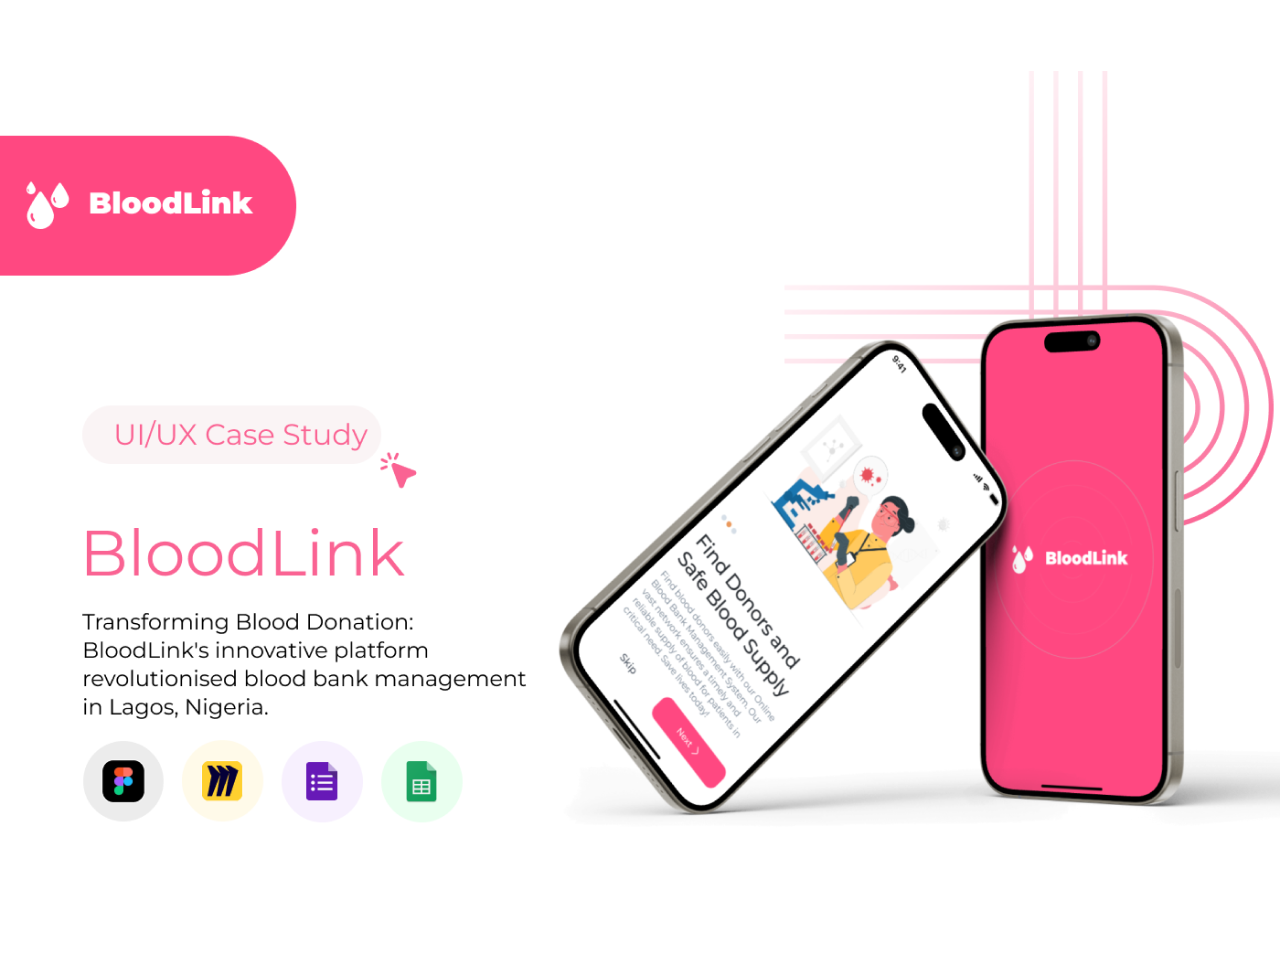 BloodLink
UI/UX Case Study
BloodLink
Transforming Blood Donation:
BloodLink's innovative platform
revolutionised blood bank management
in Lagos, Nigeria.
9:41
Find Donors and
Safe Blood Supply
Find blood donors easily with our Online
Blood Bank Management System. Our
vast network ensures a timely and
reliable supply of blood for patients in
critical need. Save lives today!
Skip
Next
BloodLink